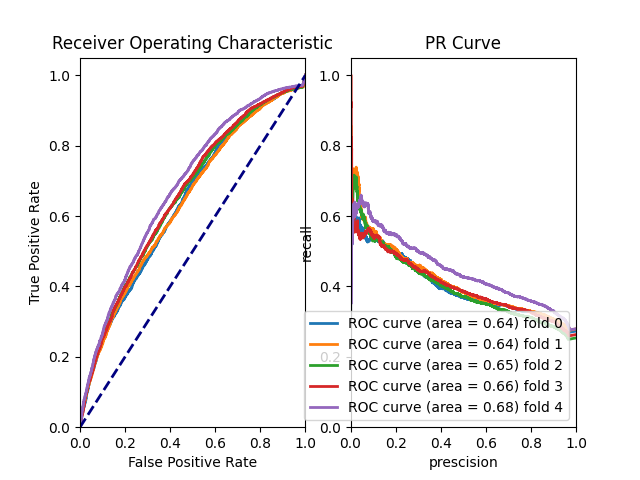 Receiver Operating Characteristic
PR Curve
1.0
0.8
0.6
0.4
0.2
0.0
True Positive Rate
0.0 0.2 0.4 0.6 0.8 1.0
False Positive Rate
1.0
0.8
0.6
0.4
0.2
0.0
recall
0.0 0.2 0.4 0.6 0.8 1.0
prescision
ROC curve (area = 0.64) fold 0
ROC curve (area = 0.64) fold 1
ROC curve (area = 0.65) fold 2
ROC curve (area = 0.66) fold 3
ROC curve (area = 0.68) fold 4